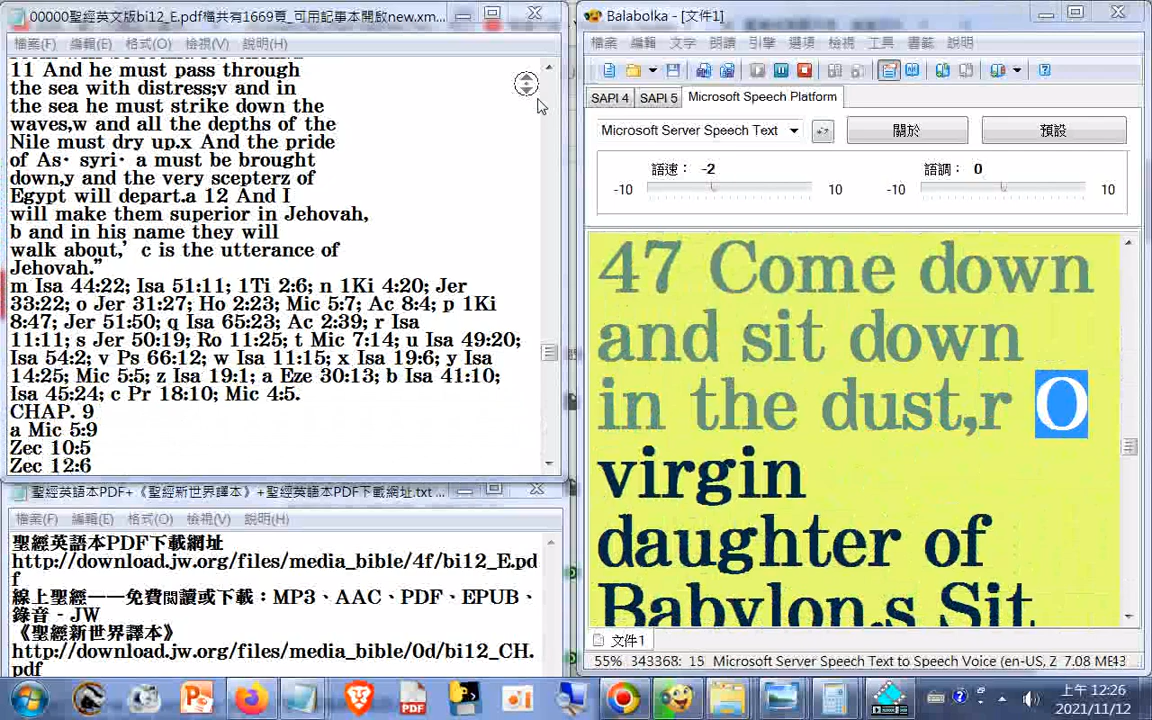 00000聖經英文版bi12_E.pdf檔共有1669頁_可用記事本開啟new.xm...
檔案(F) 編輯(E) 格式(O) 檢視(V) 說明(H)
11 And he must pass through
the sea with distress;v and in
the sea he must strike down the
waves,w and all the depths of the
Nile must dry up.x And the pride
of As· syri· a must be brought
down,y and the very scepterz of
Egypt will depart.a 12 And I
will make them superior in Jehovah,
b and in his name they will
walk about,’ c is the utterance of
Jehovah.”
m Isa 44:22; Isa 51:11; 1Ti 2:6; n 1Ki 4:20; Jer
33:22; o Jer 31:27; Ho 2:23; Mic 5:7; Ac 8:4; p 1Ki
8:47; Jer 51:50; q Isa 65:23; Ac 2:39; r Isa
11:11; s Jer 50:19; Ro 11:25; t Mic 7:14; u Isa 49:20;
Isa 54:2; v Ps 66:12; w Isa 11:15; x Isa 19:6; y Isa
14:25; Mic 5:5; z Isa 19:1; a Eze 30:13; b Isa 41:10;
Isa 45:24; c Pr 18:10; Mic 4:5.
CHAP. 9
a Mic 5:9
Zec 10:5
Zec 12:6
聖經英語本PDF+《聖經新世界譯本》+聖經英語本PDF下載網址.txt ...
檔案(F) 編輯(E) 格式(O) 檢視(V) 說明(H)
聖經英語本PDF下載網址
http://download.jw.org/files/media_bible/4f/bi12_E.pd
f
線上聖經——免費閱讀或下載：MP3、AAC、PDF、EPUB、
錄音 - JW
《聖經新世界譯本》
http://download.jw.org/files/media_bible/0d/bi12_CH.
pdf
Balabolka - [文件1]
檔案 編輯 文字 朗讀 引擎 選項 檢視 工具 書籤 說明
SAPI 4 SAPI 5 Microsoft Speech Platform
Microsoft Server Speech Text 關於 預設
語速： -2 語調： 0
-10 10 -10 10
47 Come down
and sit down
in the dust,r O
virgin
daughter of
Babylon.s Sit
文件1
55% 343368: 15 Microsoft Server Speech Text to Speech Voice (en-US, Z 7.08 ME43
PDF
上午 12:26
2021/11/12